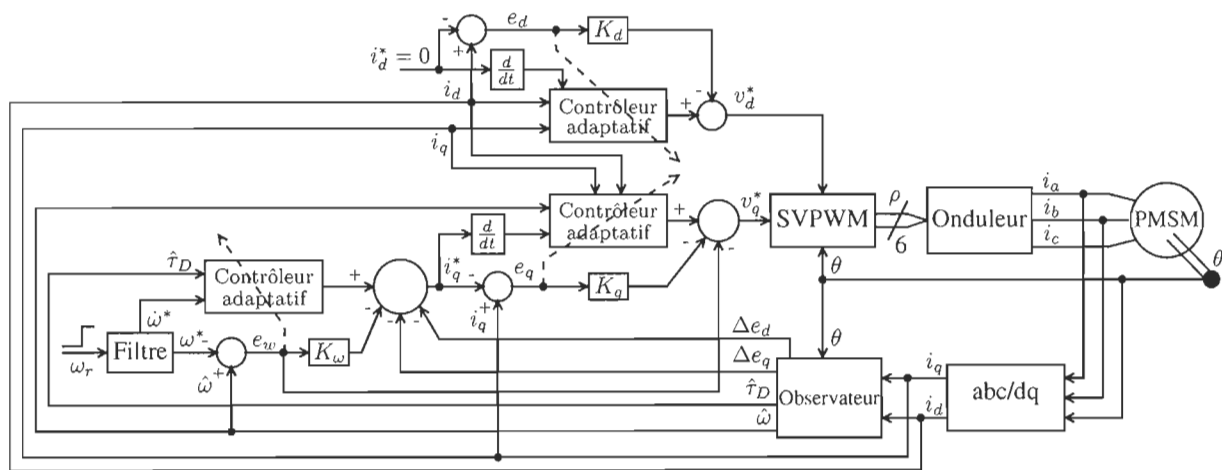 - e_d K_d
i_d^* = 0 + d/dt
i_d Contrôleur adaptatif + - v_d^*
i_q
Contrôleur adaptatif + - - v_q^* SVPWM ρ 6 Onduleur i_a i_b i_c PMSM
d/dt
θ θ
τ̂_D Contrôleur adaptatif + - - - i_q^* - e_q K_q
i_q +
ω̇^*
ω_r Filtre ω^* - e_w K_ω
ω̂ +
Δe_d θ
Δe_q
τ̂_D Observateur i_q abc/dq
ω̂ i_d